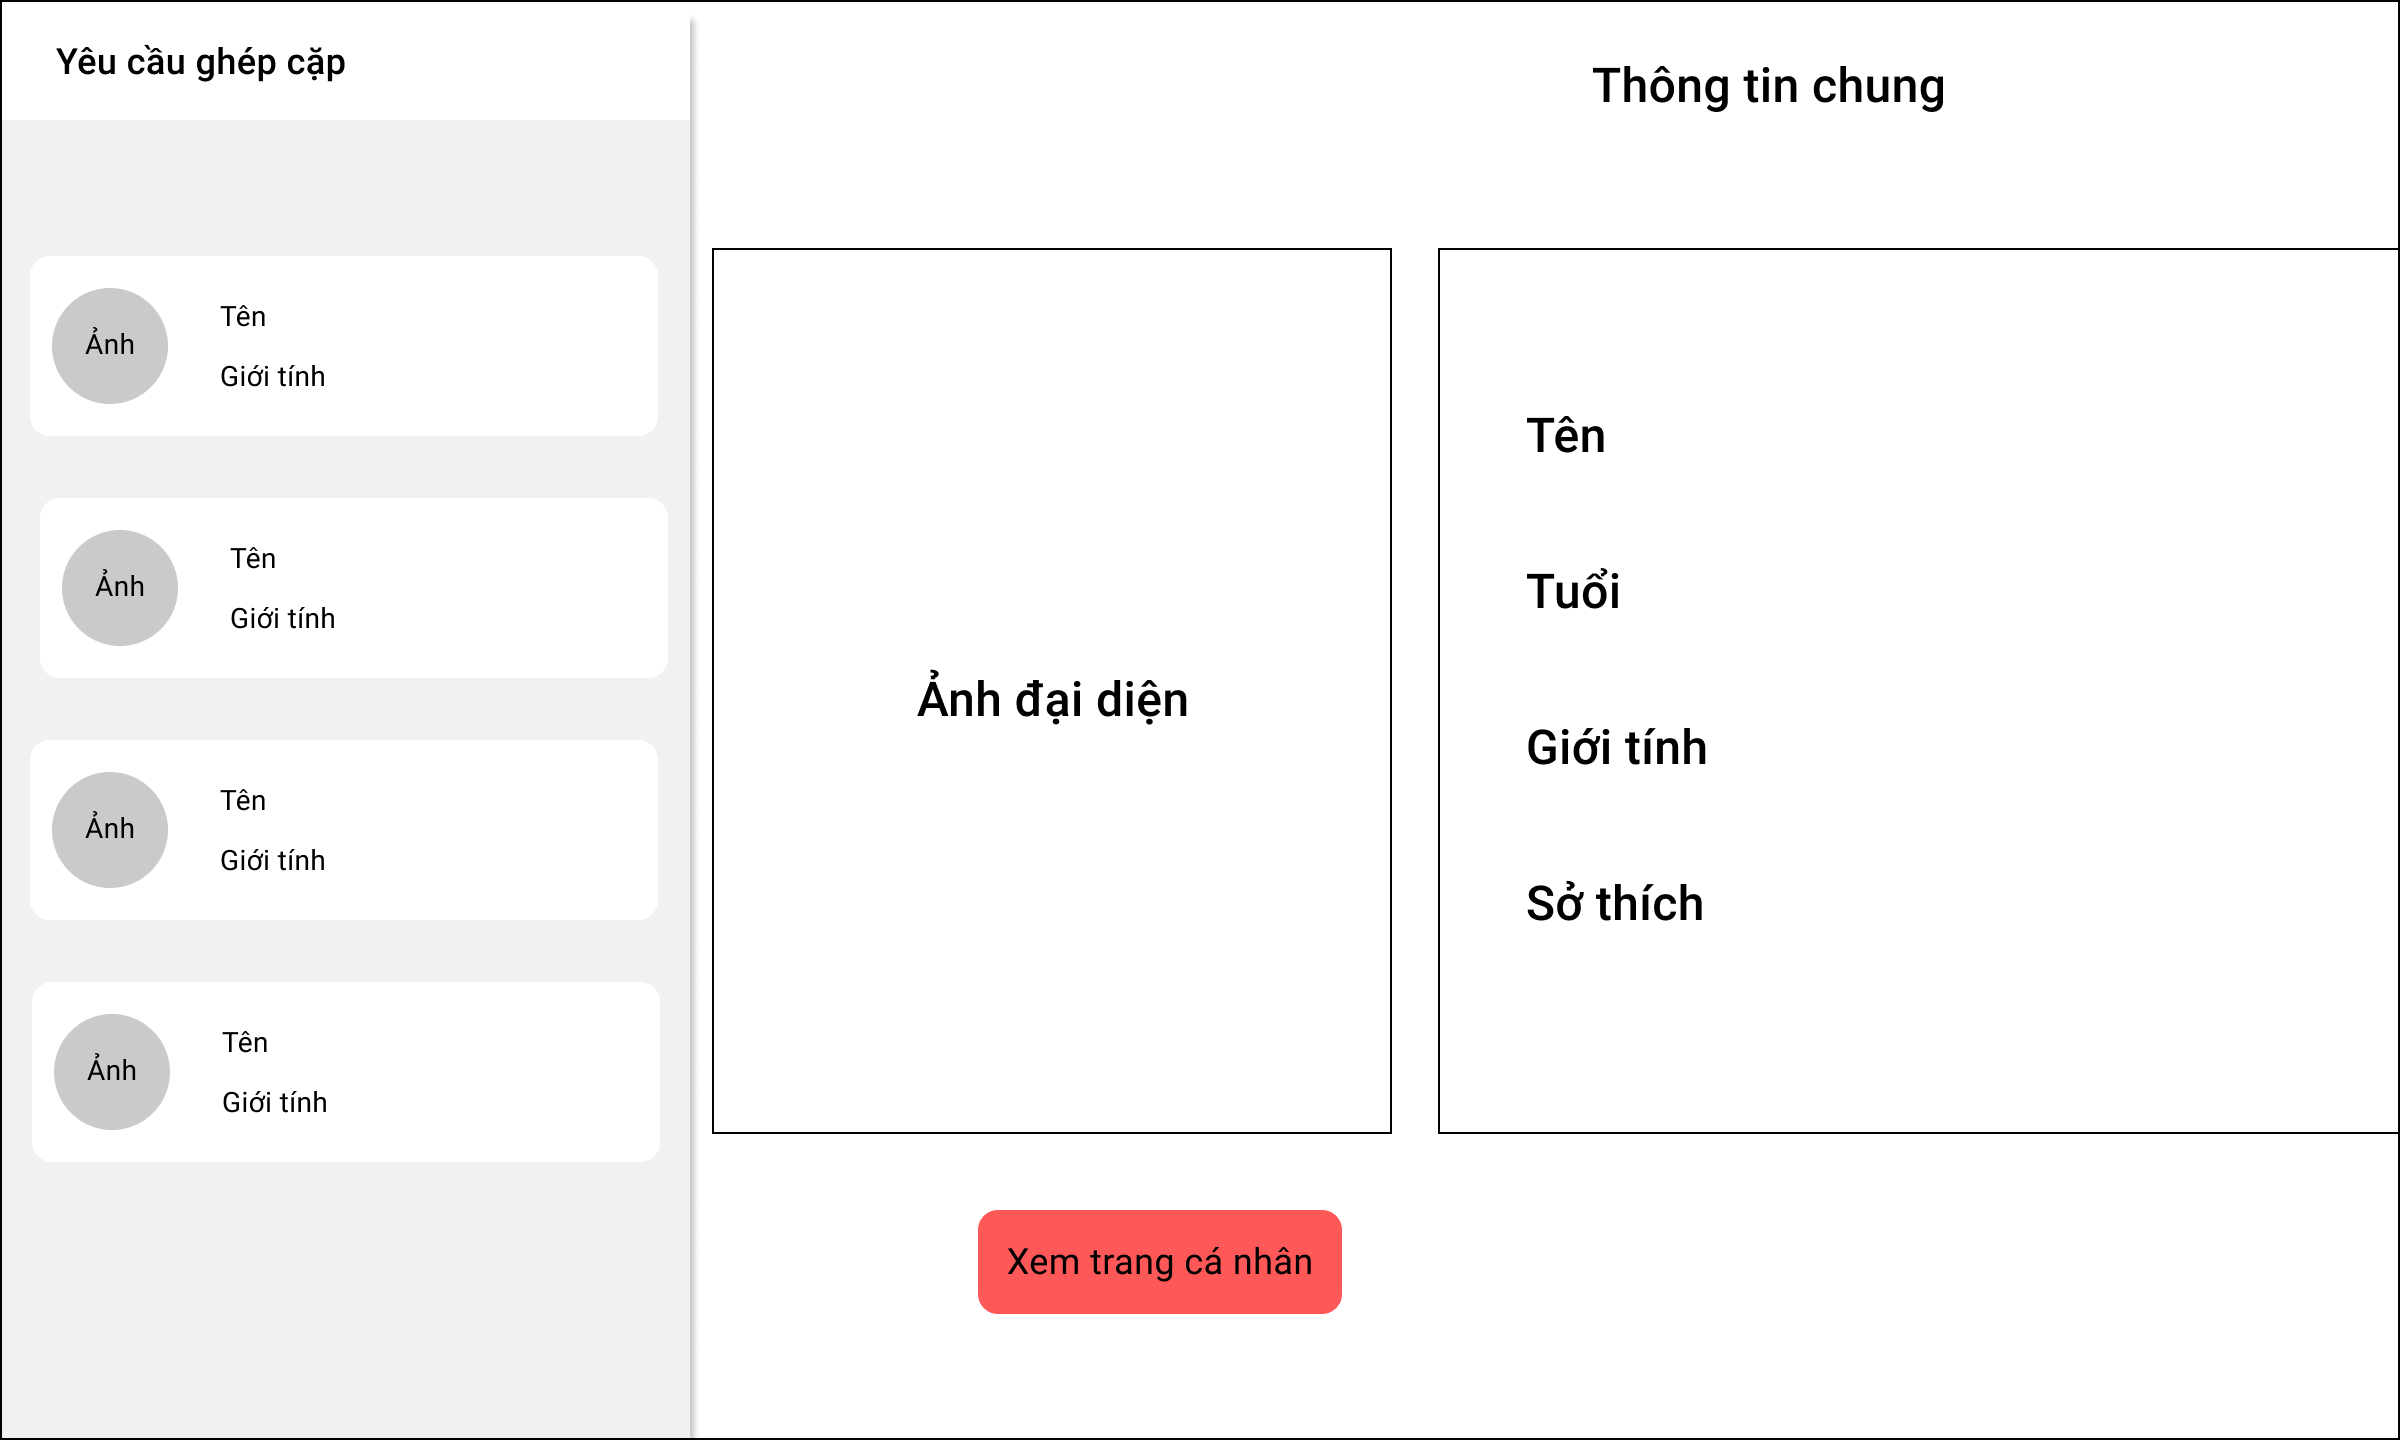 Yêu cầu ghép cặp
Ảnh
Tên
Giới tính
Ảnh
Tên
Giới tính
Ảnh
Tên
Giới tính
Ảnh
Tên
Giới tính
Thông tin chung
Ảnh đại diện
Tên
Tuổi
Giới tính
Sở thích
Xem trang cá nhân